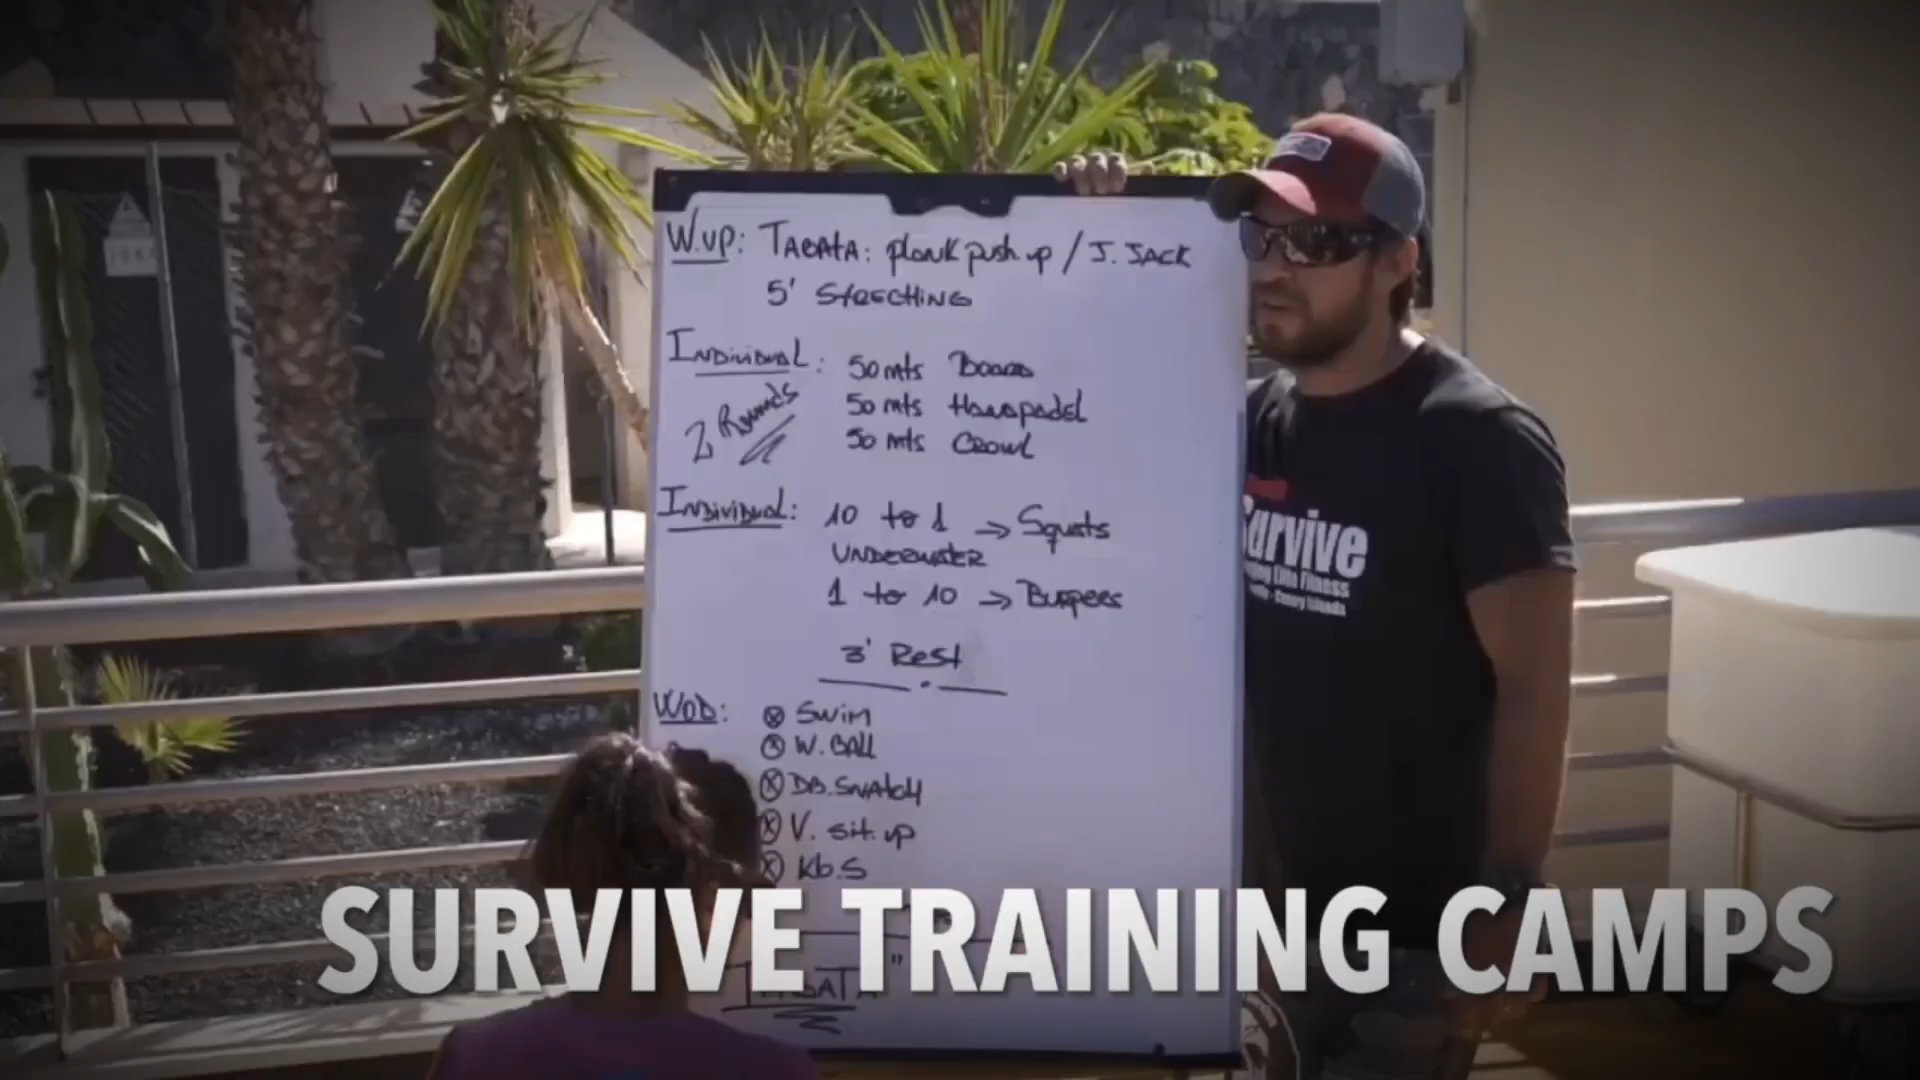 W.UP: TABATA: plank push up / J. JACK
5' STRECHING
INDIVIDUAL: 50 mts BOARD
2 Rounds
50 mts HANDPADEL
50 mts CROWL
INDIVIDUAL: 10 to 1 → Squats
UNDERWATER
1 to 10 → Burpees
3' Rest
WOD: SWIM
W. BALL
DB. SNATCH
V. sit. up
Kb. S
TABATA"
Survive
SURVIVE TRAINING CAMPS